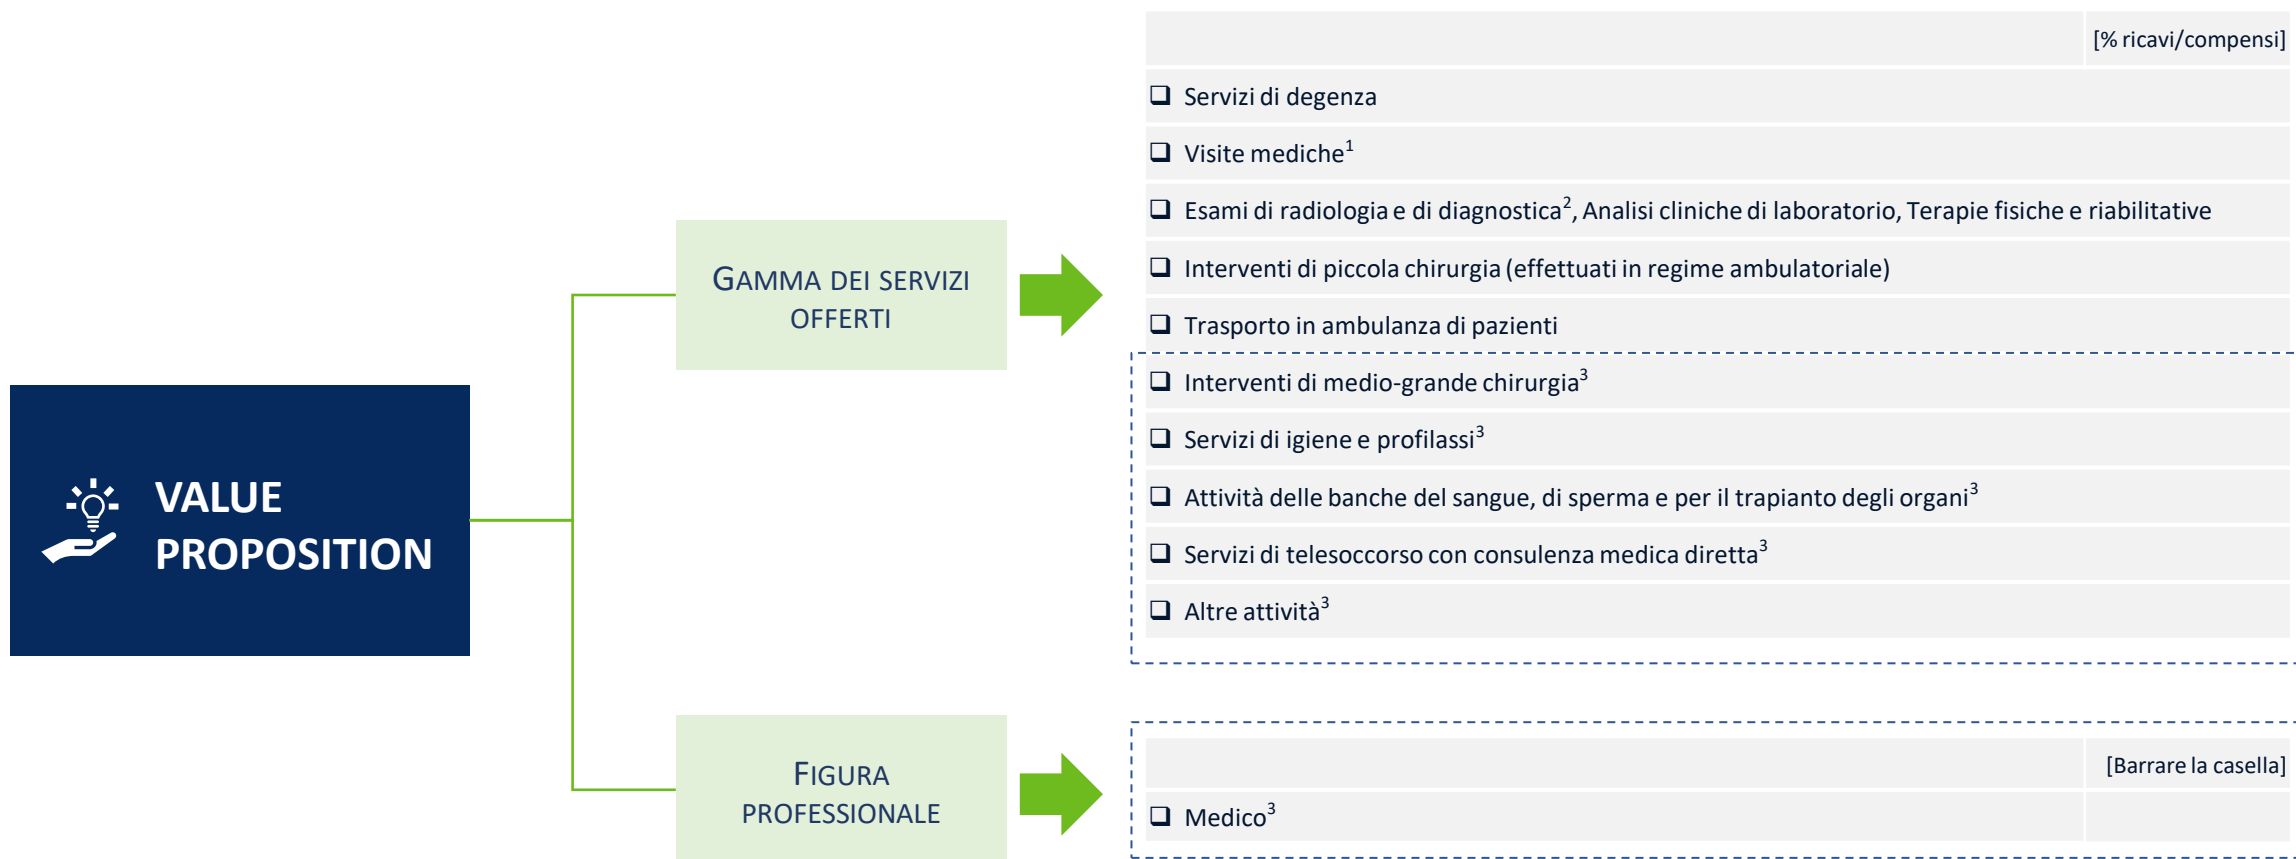 [% ricavi/compensi]
❑ Servizi di degenza
❑ Visite mediche¹
❑ Esami di radiologia e di diagnostica², Analisi cliniche di laboratorio, Terapie fisiche e riabilitative
❑ Interventi di piccola chirurgia (effettuati in regime ambulatoriale)
❑ Trasporto in ambulanza di pazienti
❑ Interventi di medio-grande chirurgia³
❑ Servizi di igiene e profilassi³
❑ Attività delle banche del sangue, di sperma e per il trapianto degli organi³
❑ Servizi di telesoccorso con consulenza medica diretta³
❑ Altre attività³
GAMMA DEI SERVIZI
OFFERTI
VALUE
PROPOSITION
FIGURA
PROFESSIONALE
[Barrare la casella]
❑ Medico³